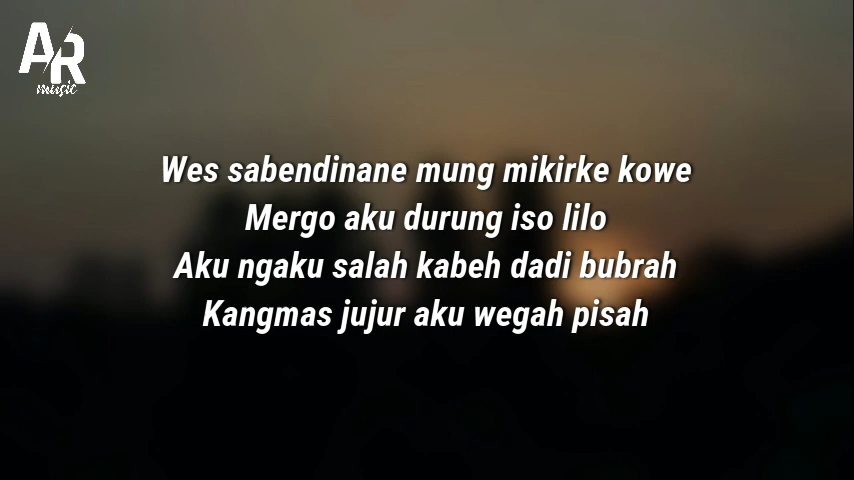 AR
music
Wes sabendinane mung mikirke kowe
Mergo aku durung iso lilo
Aku ngaku salah kabeh dadi bubrah
Kangmas jujur aku wegah pisah